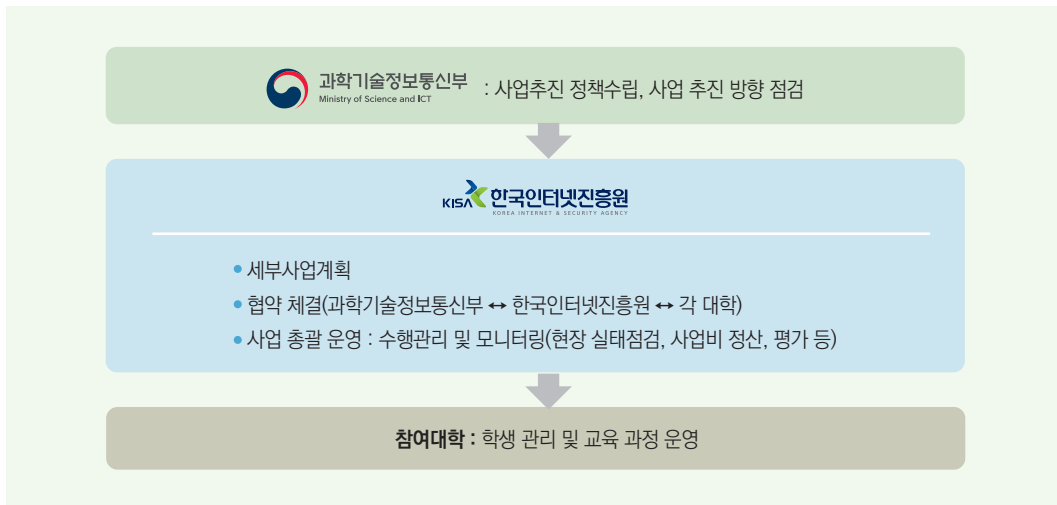 과학기술정보통신부 : 사업추진 정책수립, 사업 추진 방향 점검
Ministry of Science and ICT
KISA 한국인터넷진흥원
KOREA INTERNET & SECURITY AGENCY
• 세부사업계획
• 협약 체결(과학기술정보통신부 ↔ 한국인터넷진흥원 ↔ 각 대학)
• 사업 총괄 운영 : 수행관리 및 모니터링(현장 실태점검, 사업비 정산, 평가 등)
참여대학 : 학생 관리 및 교육 과정 운영